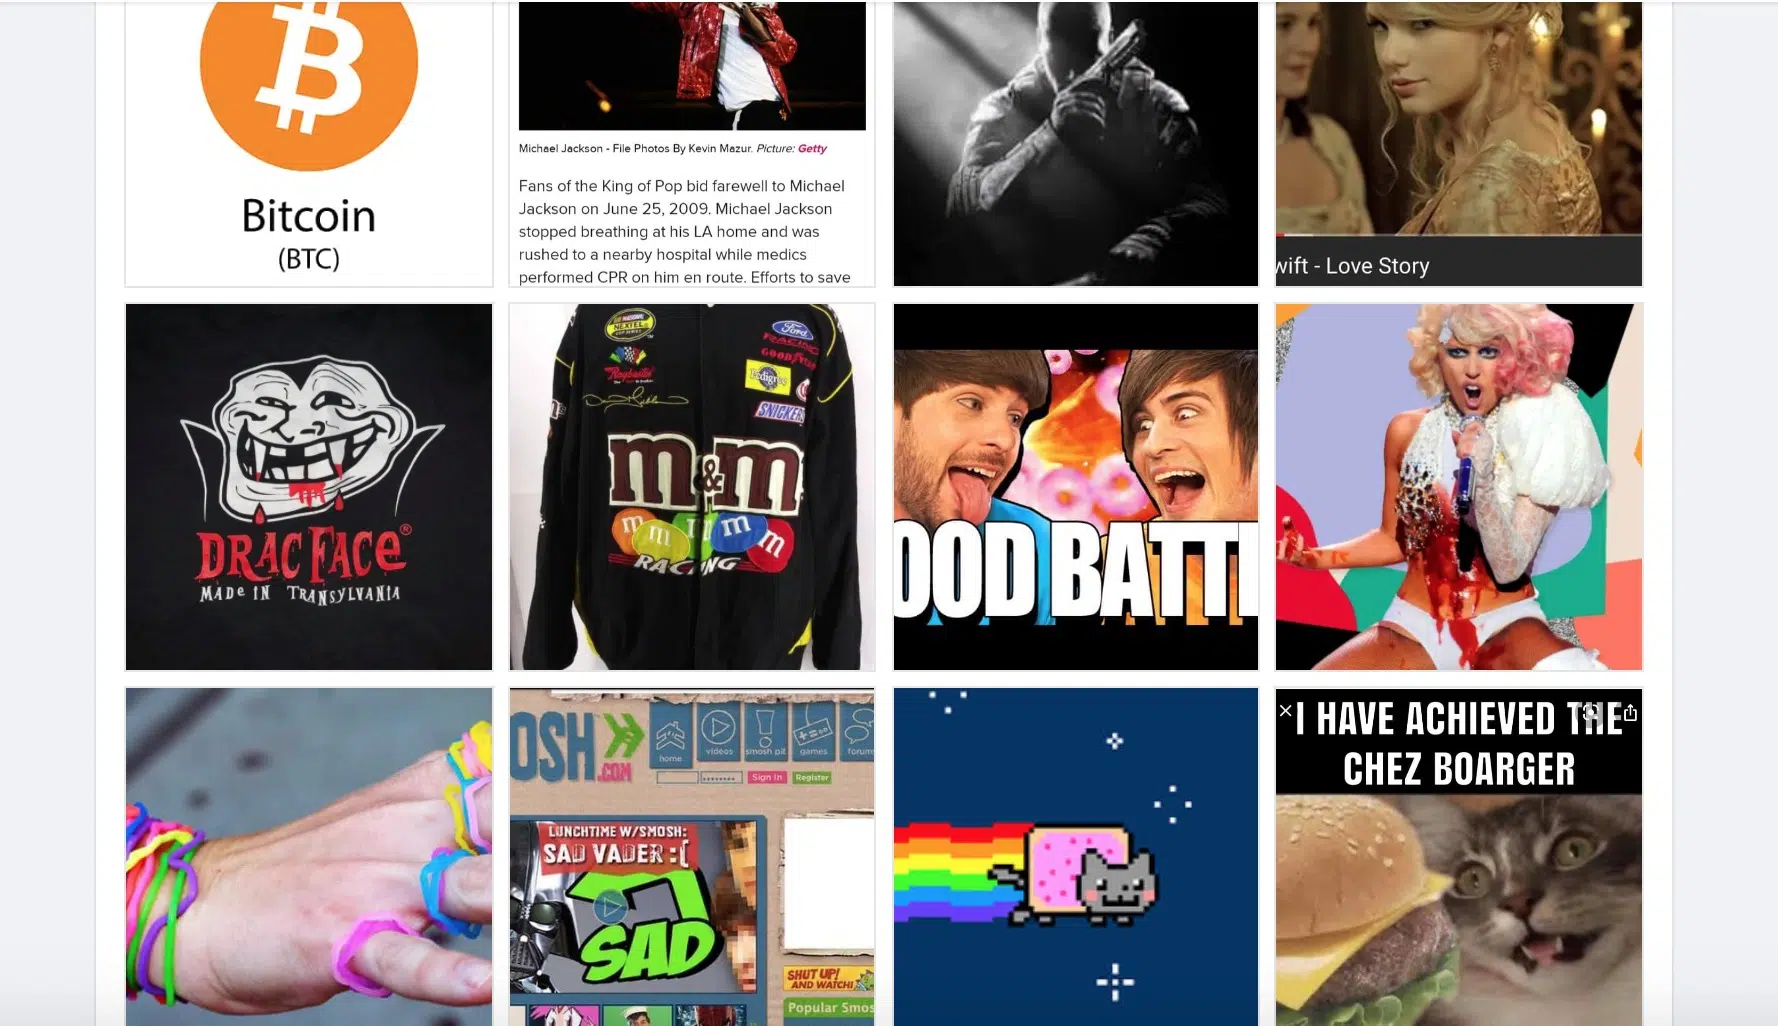 Bitcoin
(BTC)
Michael Jackson - File Photos By Kevin Mazur. Picture: Getty
Fans of the King of Pop bid farewell to Michael
Jackson on June 25, 2009. Michael Jackson
stopped breathing at his LA home and was
rushed to a nearby hospital while medics
performed CPR on him en route. Efforts to save
wift - Love Story
DRAC FACE®
MADE IN TRANSYLVANIA
NEXTEL
Ford
RACING
GOODYEAR
Pedigree
SNICKERS
m&m
m m m m
RACING
OOD BATTL
OSH.COM
home
videos
smosh pit
games
forum
Sign In
Register
LUNCHTIME W/SMOSH:
SAD VADER :[
SAD
SHUT UP!
AND WATCH!
Popular Smos
I HAVE ACHIEVED THE
CHEZ BOARGER